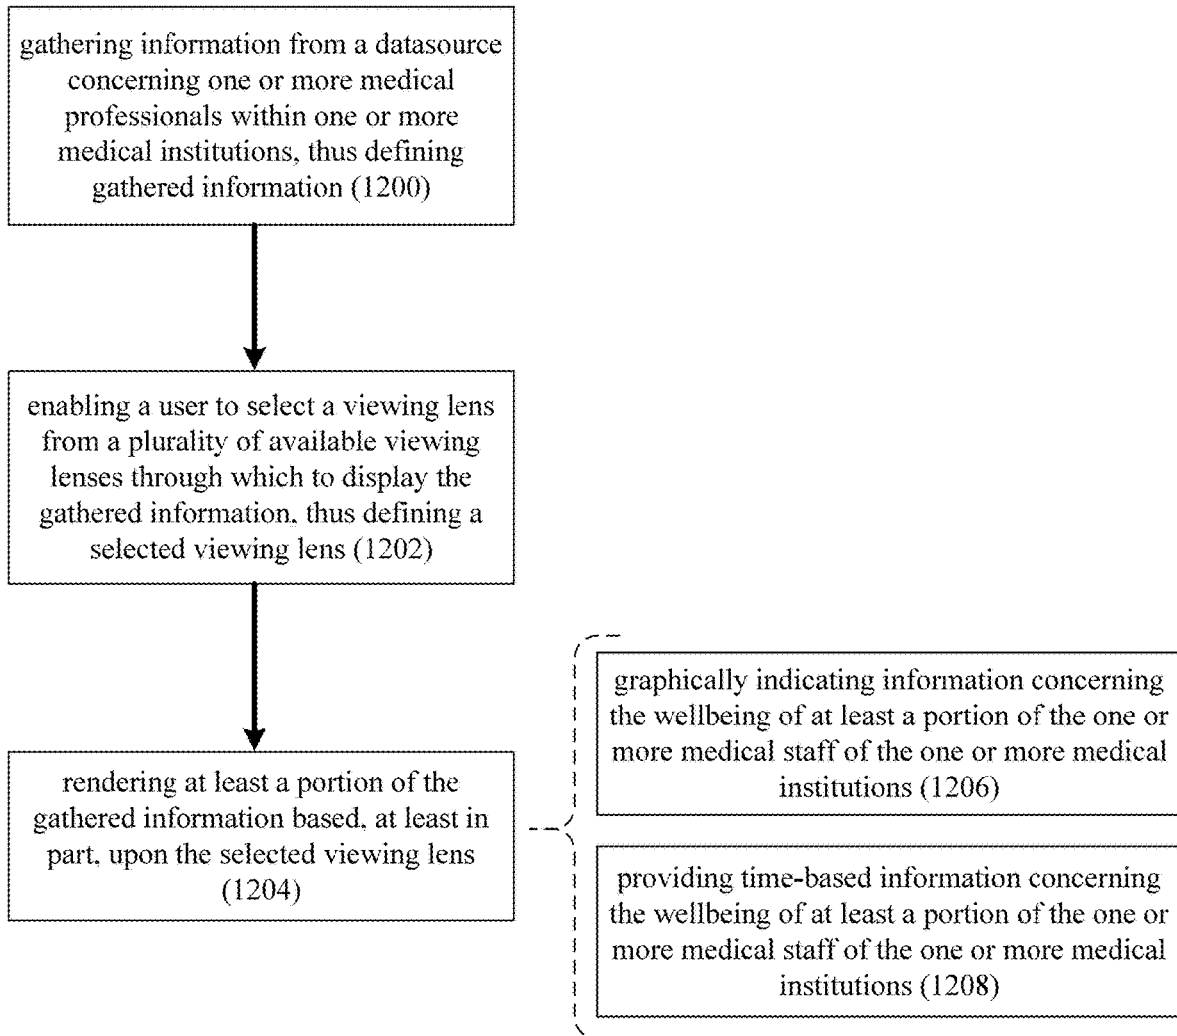 gathering information from a datasource
concerning one or more medical
professionals within one or more
medical institutions, thus defining
gathered information (1200)
enabling a user to select a viewing lens
from a plurality of available viewing
lenses through which to display the
gathered information, thus defining a
selected viewing lens (1202)
rendering at least a portion of the
gathered information based, at least in
part, upon the selected viewing lens
(1204)
graphically indicating information concerning
the wellbeing of at least a portion of the one or
more medical staff of the one or more medical
institutions (1206)
providing time-based information concerning
the wellbeing of at least a portion of the one or
more medical staff of the one or more medical
institutions (1208)